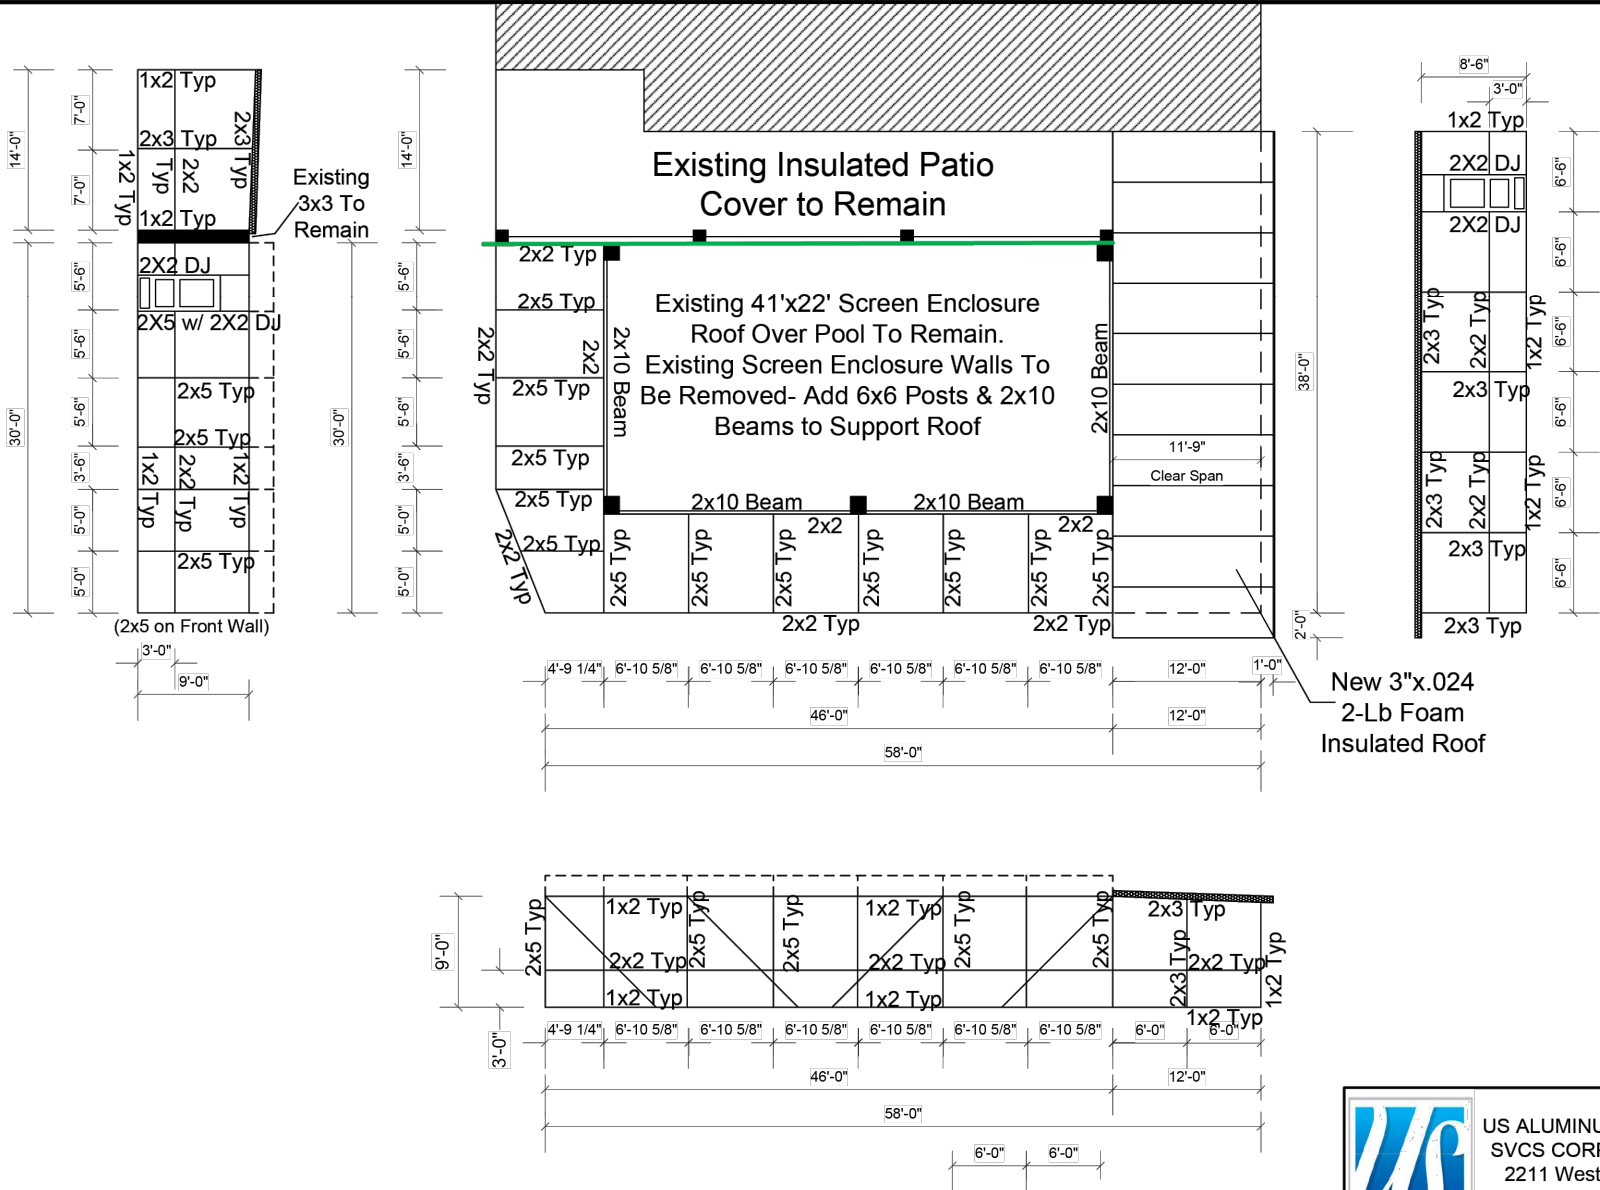 1x2 Typ
2x3 Typ
2x3 Typ
1x2 Typ
Typ
2x2
1x2 Typ
14'-0"
7'-0"
7'-0"
Existing
3x3 To
Remain
2X2 DJ
2X5 w/ 2X2 DJ
2x5 Typ
2x5 Typ
1x2 Typ
2x2 Typ
1x2 Typ
2x5 Typ
(2x5 on Front Wall)
30'-0"
5'-6"
5'-6"
5'-6"
3'-6"
5'-0"
5'-0"
3'-0"
9'-0"
14'-0"
30'-0"
5'-6"
5'-6"
5'-6"
3'-6"
5'-0"
5'-0"
Existing Insulated Patio
Cover to Remain
2x2 Typ
2x5 Typ
2x2 Typ
2x2
2x10 Beam
2x5 Typ
2x5 Typ
2x5 Typ
2x5 Typ
2x2 Typ
Existing 41'x22' Screen Enclosure
Roof Over Pool To Remain.
Existing Screen Enclosure Walls To
Be Removed- Add 6x6 Posts & 2x10
Beams to Support Roof
2x10 Beam
2x10 Beam
2x10 Beam
2x2
2x2
2x5 Typ
2x5 Typ
2x5 Typ
2x5 Typ
2x5 Typ
2x5 Typ
2x2 Typ
2x2 Typ
11'-9"
Clear Span
38'-0"
2'-0"
4'-9 1/4"
6'-10 5/8"
6'-10 5/8"
6'-10 5/8"
6'-10 5/8"
6'-10 5/8"
6'-10 5/8"
12'-0"
1'-0"
46'-0"
12'-0"
58'-0"
New 3"x.024
2-Lb Foam
Insulated Roof
8'-6"
3'-0"
1x2 Typ
2X2 DJ
2X2 DJ
2x3 Typ
2x2 Typ
1x2 Typ
2x3 Typ
2x3 Typ
2x2 Typ
1x2 Typ
2x3 Typ
2x3 Typ
6'-6"
6'-6"
6'-6"
6'-6"
6'-6"
6'-6"
9'-0"
3'-0"
2x5 Typ
1x2 Typ
2x2 Typ
1x2 Typ
2x5 Typ
2x5 Typ
1x2 Typ
2x2 Typ
1x2 Typ
2x5 Typ
2x5 Typ
2x3 Typ
2x3 Typ
2x2 Typ
1x2 Typ
1x2 Typ
4'-9 1/4"
6'-10 5/8"
6'-10 5/8"
6'-10 5/8"
6'-10 5/8"
6'-10 5/8"
6'-10 5/8"
6'-0"
6'-0"
46'-0"
12'-0"
58'-0"
6'-0"
6'-0"
US
US ALUMINU
SVCS CORP
2211 West